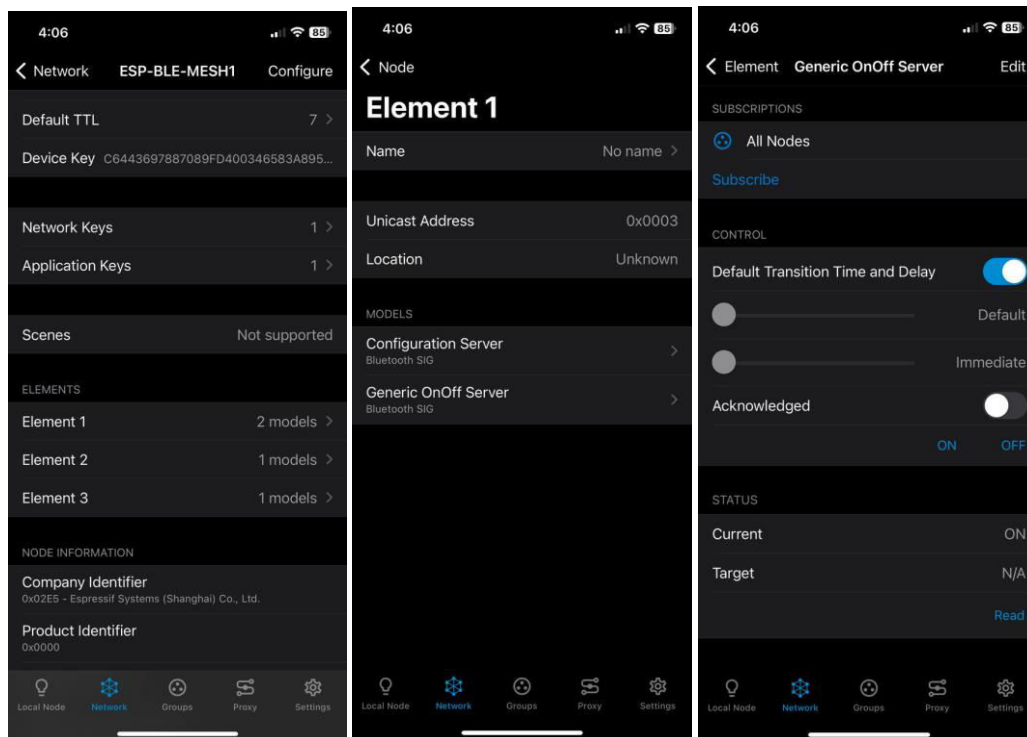 4:06
85
Network ESP-BLE-MESH1 Configure
Default TTL 7
Device Key C6443697887089FD400346583A895...
Network Keys 1
Application Keys 1
Scenes Not supported
ELEMENTS
Element 1 2 models
Element 2 1 models
Element 3 1 models
NODE INFORMATION
Company Identifier
0x02E5 - Espressif Systems (Shanghai) Co., Ltd.
Product Identifier
0x0000
Local Node Network Groups Proxy Settings
4:06
85
Node
Element 1
Name No name
Unicast Address 0x0003
Location Unknown
MODELS
Configuration Server
Bluetooth SIG
Generic OnOff Server
Bluetooth SIG
Local Node Network Groups Proxy Settings
4:06
85
Element Generic OnOff Server Edit
SUBSCRIPTIONS
All Nodes
Subscribe
CONTROL
Default Transition Time and Delay
Default
Immediate
Acknowledged
ON OFF
STATUS
Current ON
Target N/A
Read
Local Node Network Groups Proxy Settings